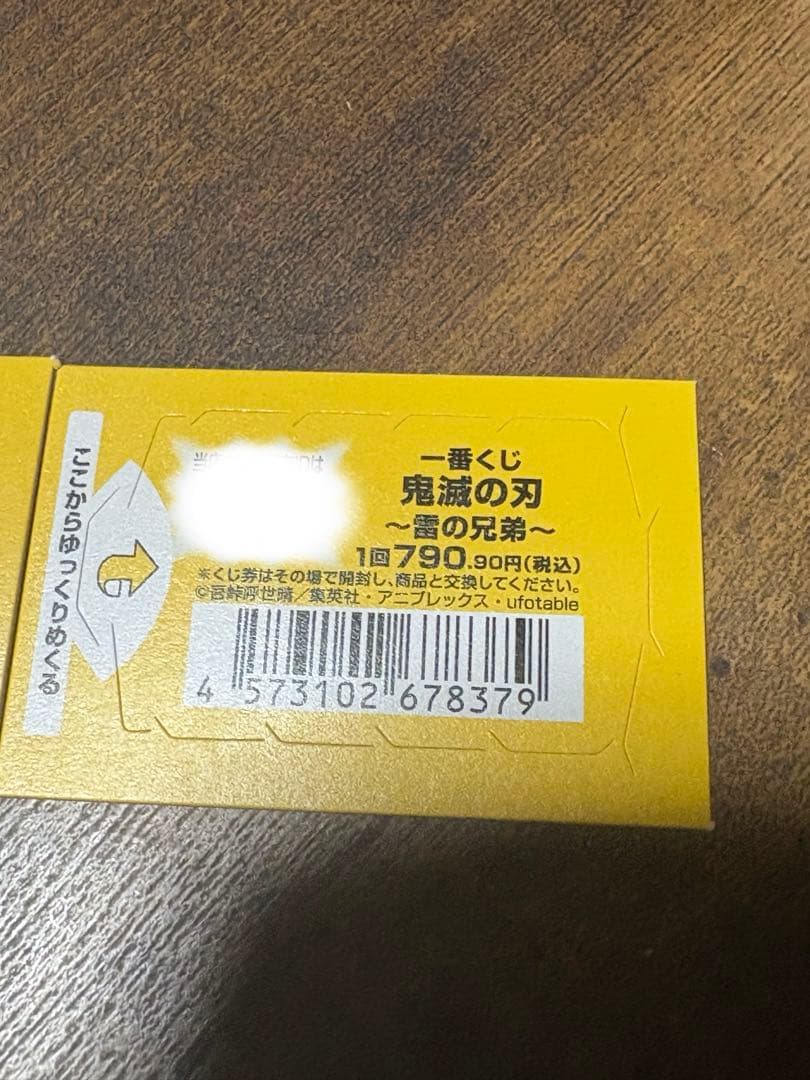 ここからゆっくりめくる
一番くじ
鬼滅の刃
~雷の兄弟~
1回790.90円(税込)
※くじ券はその場で開封し、商品と交換してください。
©吾峠呼世晴/集英社・アニプレックス・ufotable
4 573102 678379